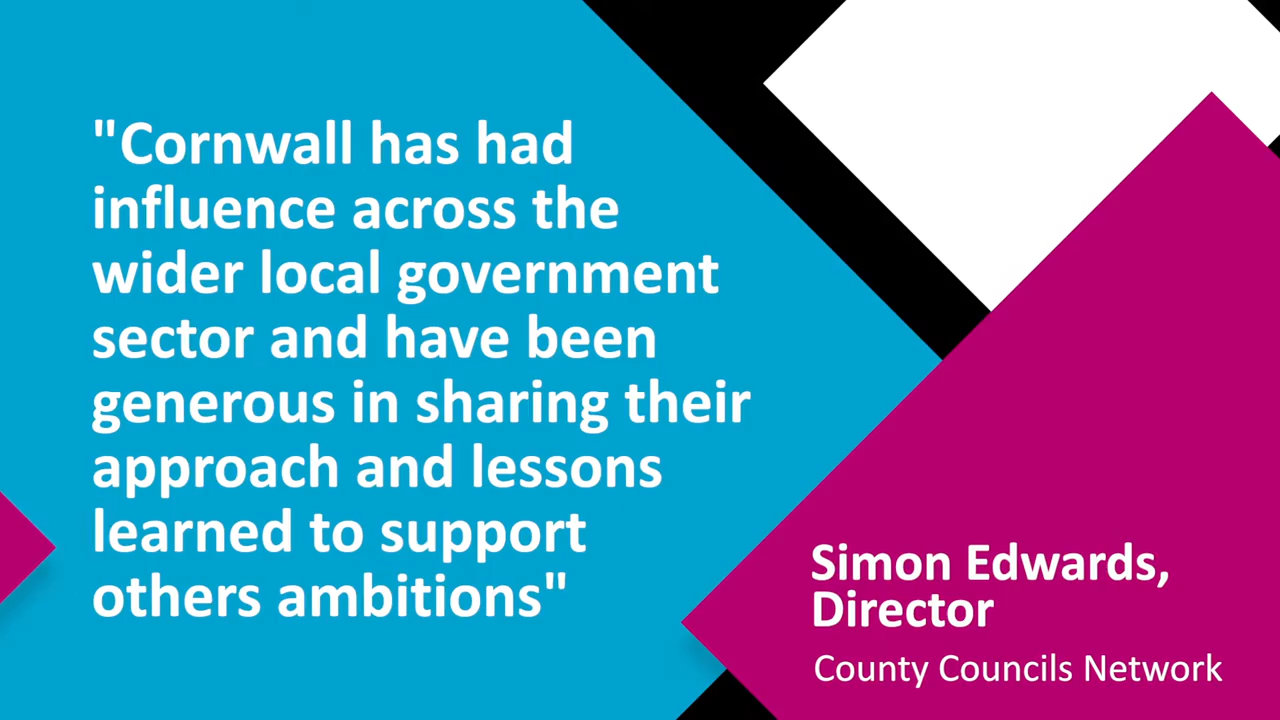 "Cornwall has had
influence across the
wider local government
sector and have been
generous in sharing their
approach and lessons
learned to support
others ambitions"
Simon Edwards,
Director
County Councils Network